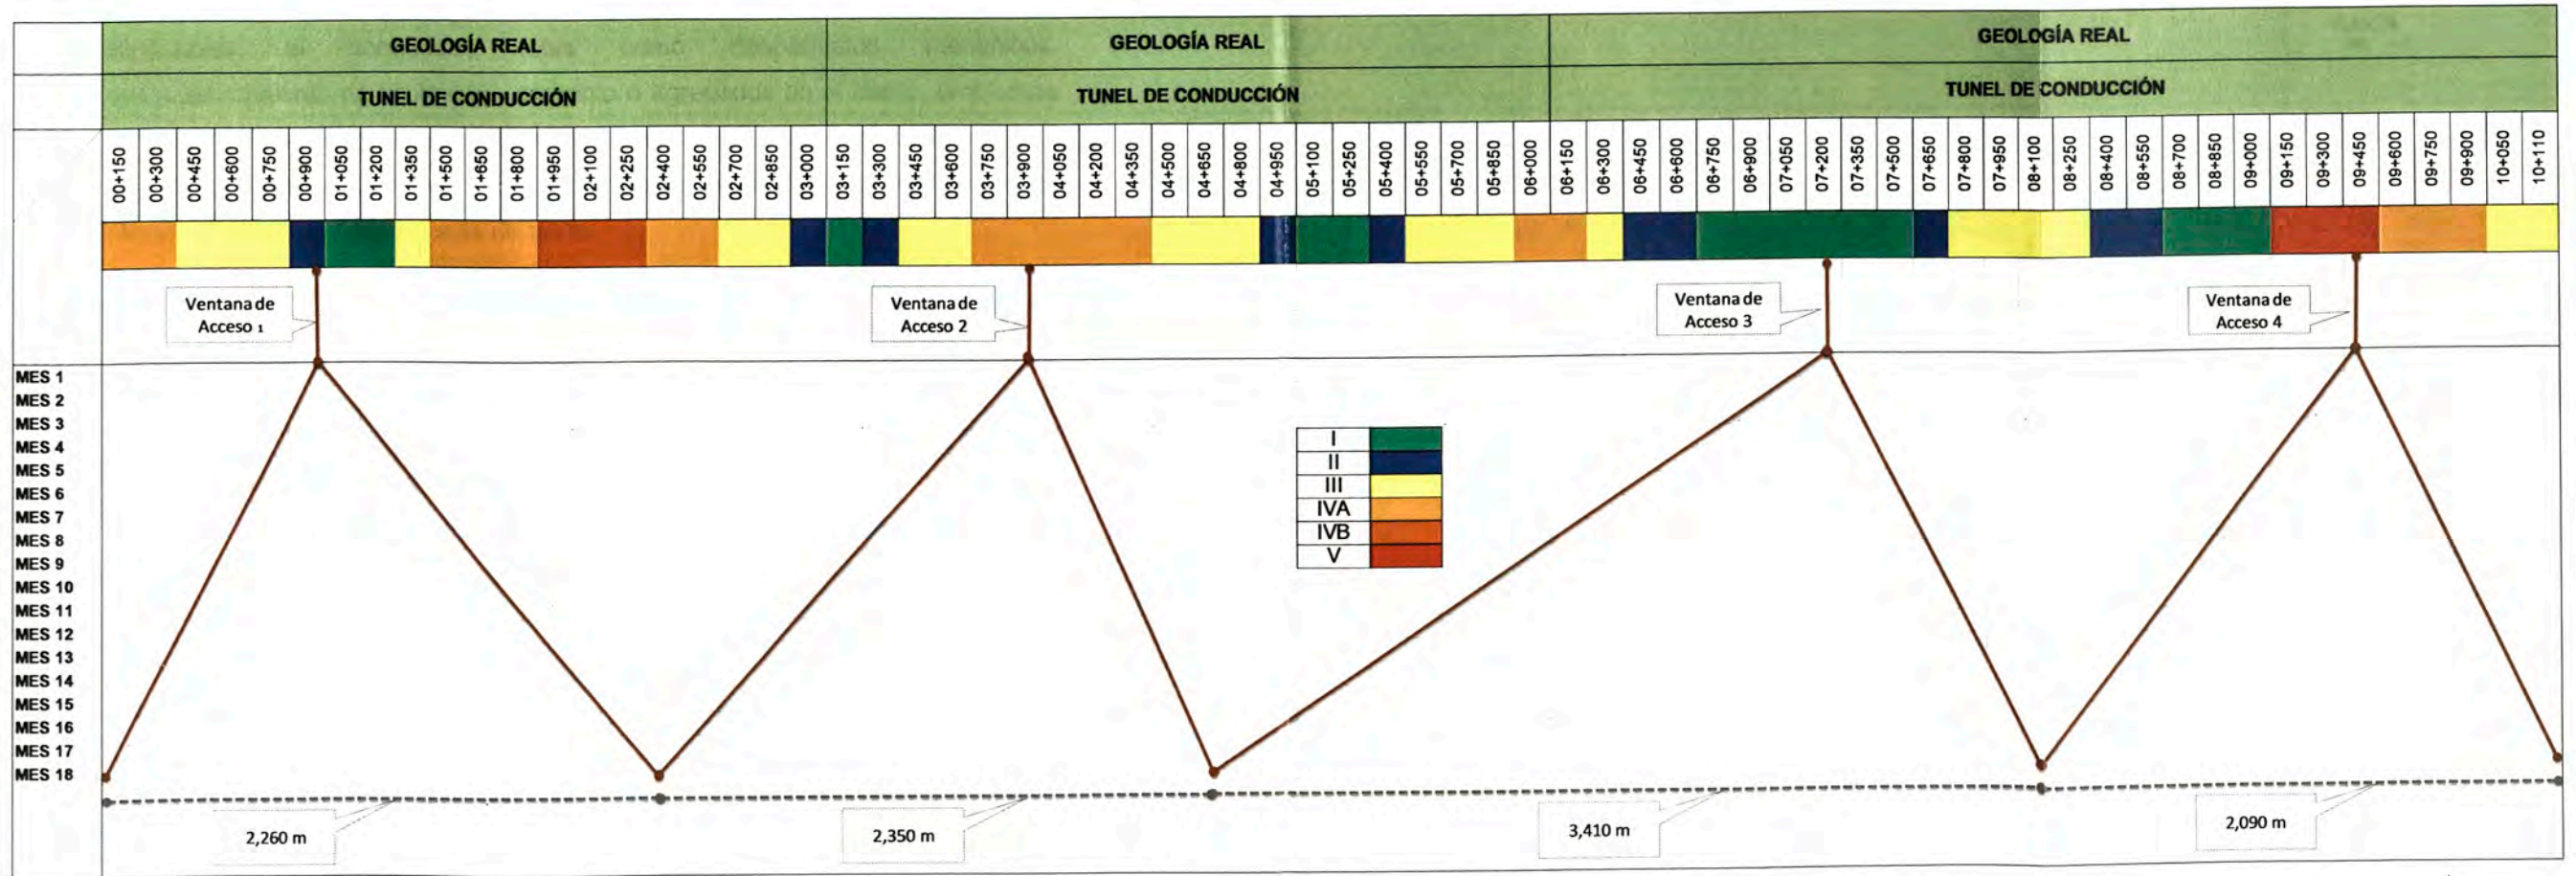 GEOLOGÍA REAL
GEOLOGÍA REAL
GEOLOGÍA REAL
TUNEL DE CONDUCCIÓN
TUNEL DE CONDUCCIÓN
TUNEL DE CONDUCCIÓN
00+150
00+300
00+450
00+600
00+750
00+900
01+050
01+200
01+350
01+500
01+650
01+800
01+950
02+100
02+250
02+400
02+550
02+700
02+850
03+000
03+150
03+300
03+450
03+600
03+750
03+900
04+050
04+200
04+350
04+500
04+650
04+800
04+950
05+100
05+250
05+400
05+550
05+700
05+850
06+000
06+150
06+300
06+450
06+600
06+750
06+900
07+050
07+200
07+350
07+500
07+650
07+800
07+950
08+100
08+250
08+400
08+550
08+700
08+850
09+000
09+150
09+300
09+450
09+600
09+750
09+900
10+050
10+110
Ventana de
Acceso 1
Ventana de
Acceso 2
Ventana de
Acceso 3
Ventana de
Acceso 4
MES 1
MES 2
MES 3
MES 4
MES 5
MES 6
MES 7
MES 8
MES 9
MES 10
MES 11
MES 12
MES 13
MES 14
MES 15
MES 16
MES 17
MES 18
I
II
III
IVA
IVB
V
2,260 m
2,350 m
3,410 m
2,090 m